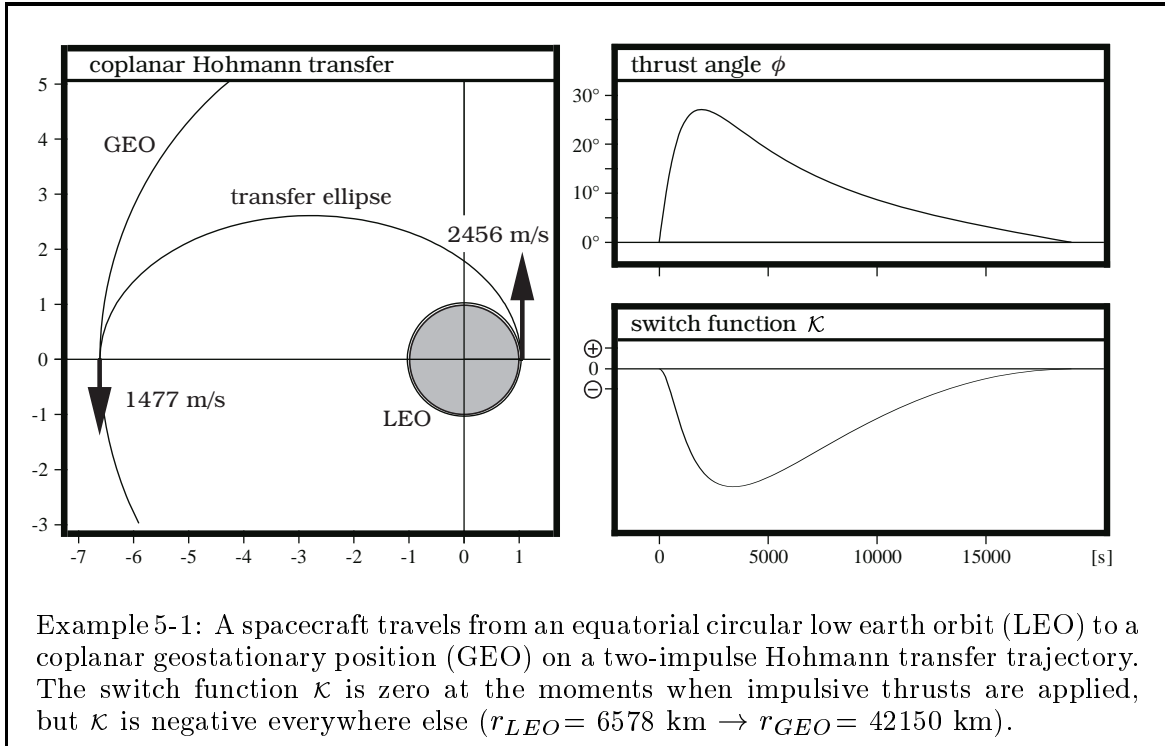 coplanar Hohmann transfer
5
4
3
2
1
0
-1
-2
-3
GEO
transfer ellipse
2456 m/s
1477 m/s
LEO
-7 -6 -5 -4 -3 -2 -1 0 1
thrust angle ϕ
30°
20°
10°
0°
switch function 𝒦
⊕
0
⊖
0 5000 10000 15000 [s]
Example 5-1: A spacecraft travels from an equatorial circular low earth orbit (LEO) to a
coplanar geostationary position (GEO) on a two-impulse Hohmann transfer trajectory.
The switch function 𝒦 is zero at the moments when impulsive thrusts are applied,
but 𝒦 is negative everywhere else (r_LEO = 6578 km → r_GEO = 42150 km).